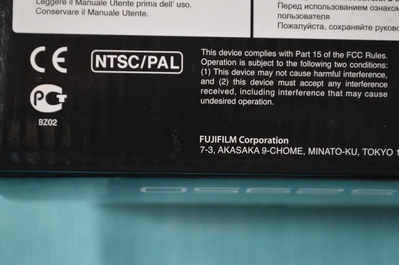 Leggere il Manuale Utente prima dell' uso.
Conservare il Manuale Utente.
Перед использованием
пользователя
Пожалуйста, сохраняйте
CE
NTSC/PAL
BZ02
This device complies with Part 15 of the FCC Rules.
Operation is subject to the following two conditions:
(1) This device may not cause harmful interference,
and (2) this device must accept any interference
received, including interference that may cause
undesired operation.
FUJIFILM Corporation
7-3, AKASAKA 9-CHOME, MINATO-KU, TOKYO